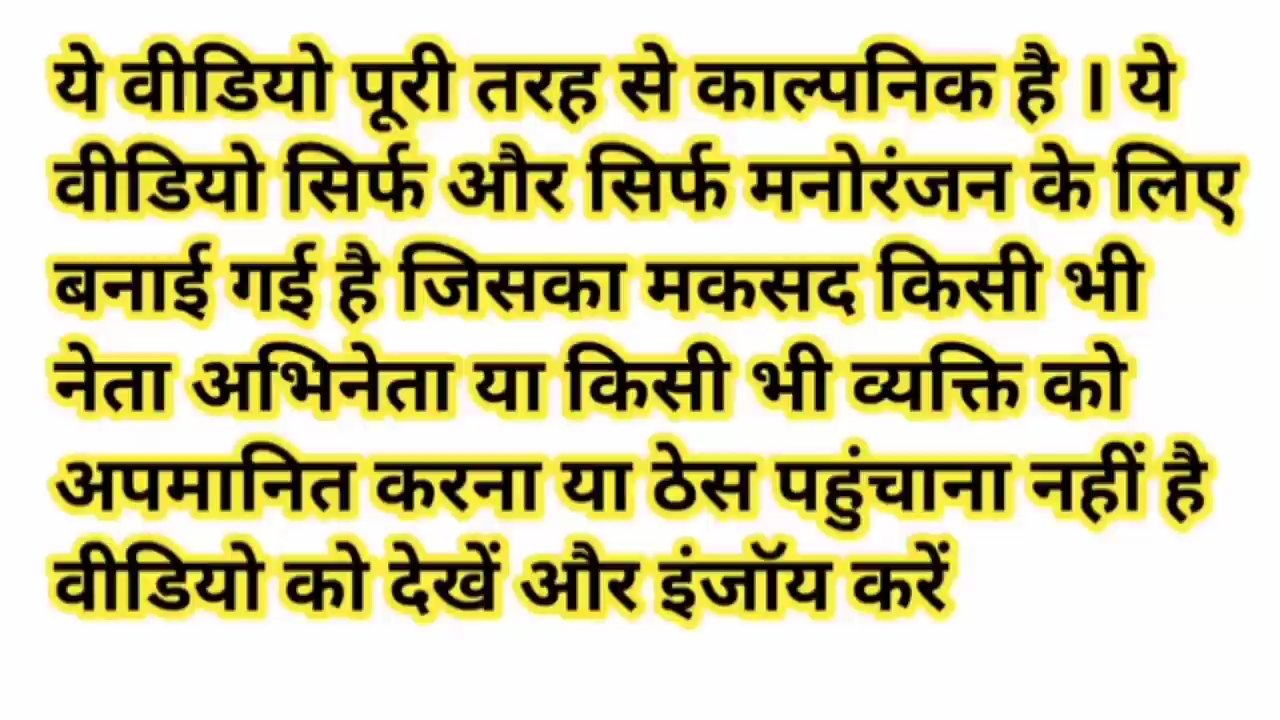 ये वीडियो पूरी तरह से काल्पनिक है । ये
वीडियो सिर्फ और सिर्फ मनोरंजन के लिए
बनाई गई है जिसका मकसद किसी भी
नेता अभिनेता या किसी भी व्यक्ति को
अपमानित करना या ठेस पहुंचाना नहीं है
वीडियो को देखें और इंजॉय करें